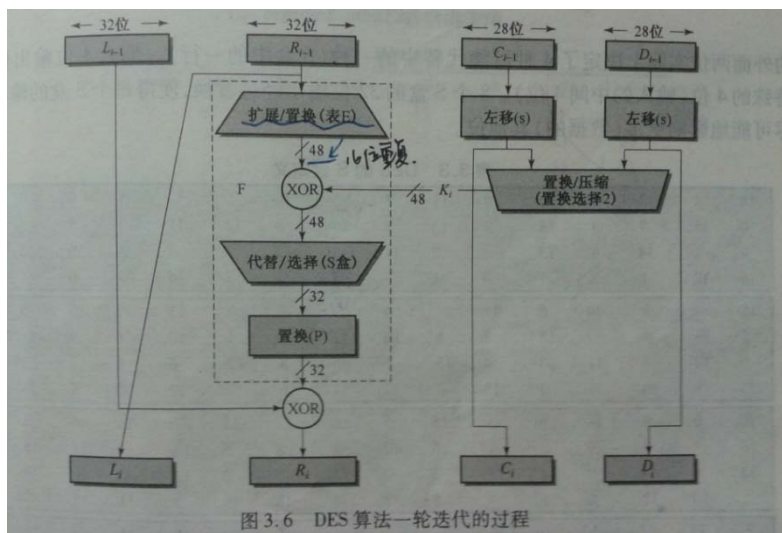 32位 32位 28位 28位
L_{i-1} R_{i-1} C_{i-1} D_{i-1}
扩展/置换(表E) 左移(s) 左移(s)
48 16位重复.
F XOR 48 K_i 置换/压缩
(置换选择2)
48
代替/选择(S盒)
32
置换(P)
32
XOR
L_i R_i C_i D_i
图 3.6 DES 算法一轮迭代的过程